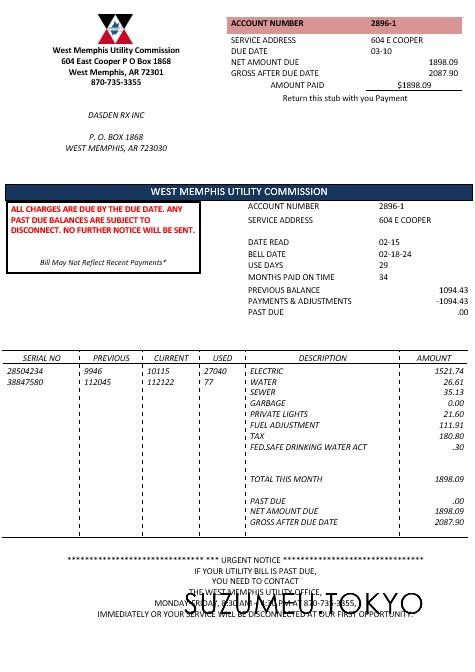 West Memphis Utility Commission
604 East Cooper P O Box 1868
West Memphis, AR 72301
870-735-3355
ACCOUNT NUMBER 2896-1
SERVICE ADDRESS 604 E COOPER
DUE DATE 03-10
NET AMOUNT DUE 1898.09
GROSS AFTER DUE DATE 2087.90
AMOUNT PAID $1898.09
Return this stub with you Payment
DASDEN RX INC
P. O. BOX 1868
WEST MEMPHIS, AR 723030
WEST MEMPHIS UTILITY COMMISSION
ALL CHARGES ARE DUE BY THE DUE DATE. ANY
PAST DUE BALANCES ARE SUBJECT TO
DISCONNECT. NO FURTHER NOTICE WILL BE SENT.
Bill May Not Reflect Recent Payments*
ACCOUNT NUMBER 2896-1
SERVICE ADDRESS 604 E COOPER
DATE READ 02-15
BELL DATE 02-18-24
USE DAYS 29
MONTHS PAID ON TIME 34
PREVIOUS BALANCE 1094.43
PAYMENTS & ADJUSTMENTS -1094.43
PAST DUE .00
SERIAL NO PREVIOUS CURRENT USED DESCRIPTION AMOUNT
28504234 9946 10115 27040 ELECTRIC 1521.74
38847580 112045 112122 77 WATER 26.61
SEWER 35.13
GARBAGE 0.00
PRIVATE LIGHTS 21.60
FUEL ADJUSTMENT 111.91
TAX 180.80
FED.SAFE DRINKING WATER ACT .30
TOTAL THIS MONTH 1898.09
PAST DUE .00
NET AMOUNT DUE 1898.09
GROSS AFTER DUE DATE 2087.90
****************************** *** URGENT NOTICE ********************************
IF YOUR UTILITY BILL IS PAST DUE,
YOU NEED TO CONTACT
THE WEST MEMPHIS UTILITY OFFICE,
MONDAY-FRIDAY, 8:30 AM - 4:30 PM AT 870-735-3355,
SUZUMEU.TOKYO
IMMEDIATELY OR YOUR SERVICE WILL BE DISCONNECTED AT OUR FIRST OPPORTUNITY.